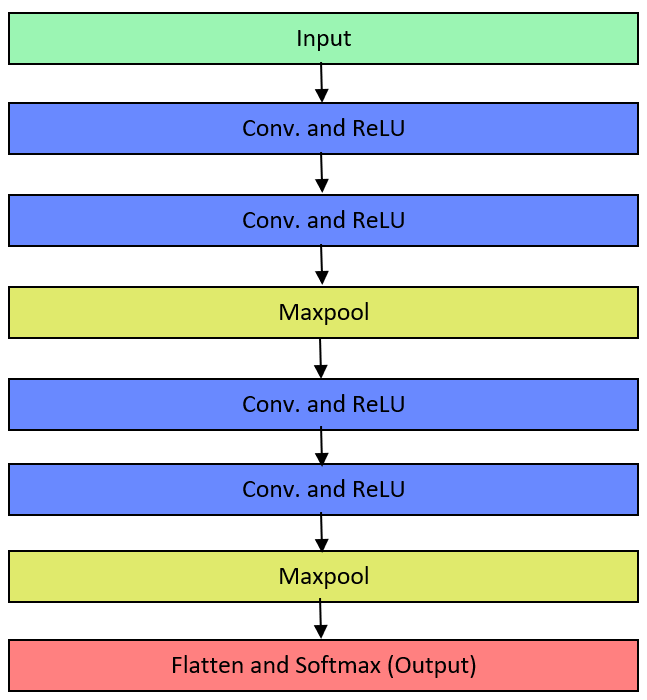 Input
Conv. and ReLU
Conv. and ReLU
Maxpool
Conv. and ReLU
Conv. and ReLU
Maxpool
Flatten and Softmax (Output)